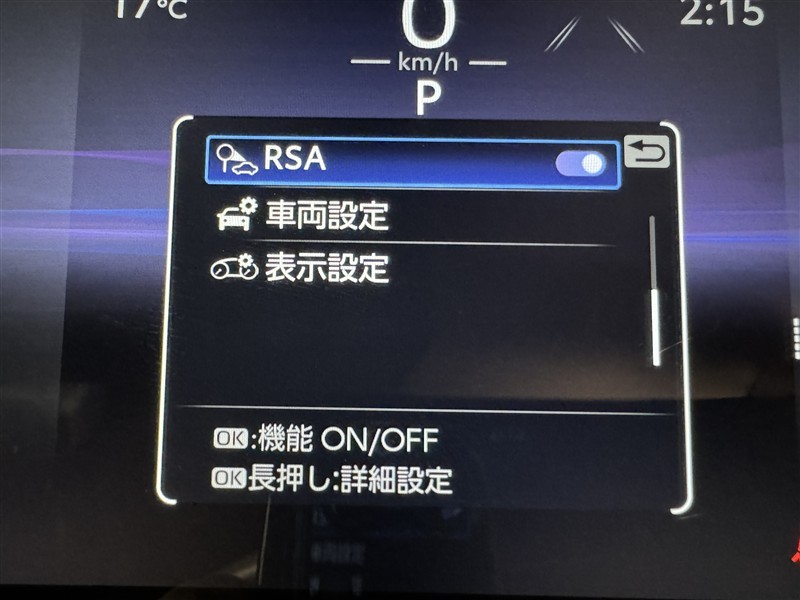 17℃
0
2:15
km/h
P
RSA
車両設定
表示設定
OK:機能 ON/OFF
OK長押し:詳細設定